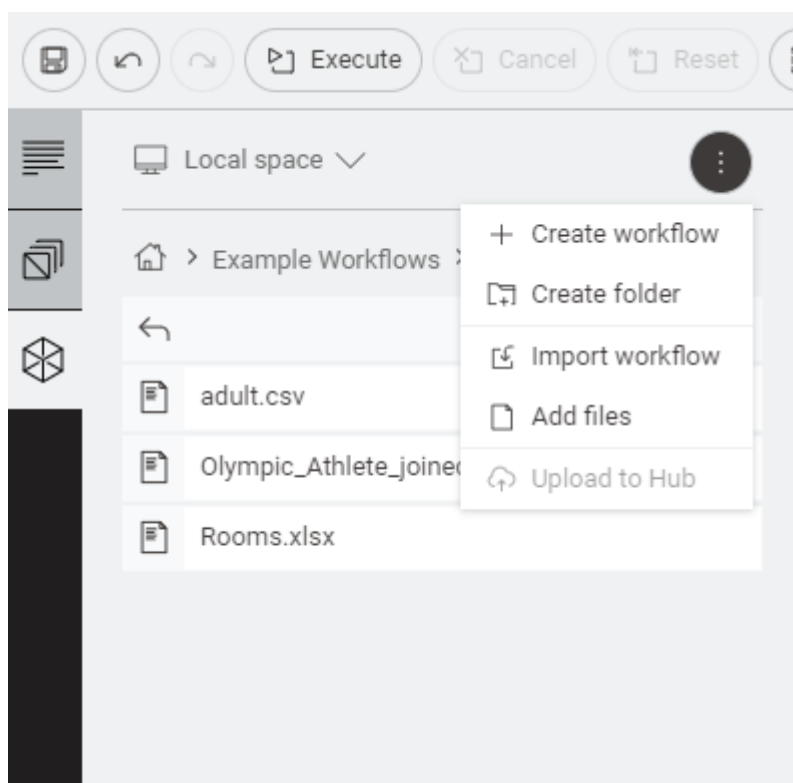 Execute Cancel Reset
Local space
Create workflow
Example Workflows
Create folder
Import workflow
adult.csv
Add files
Olympic_Athlete_joined
Upload to Hub
Rooms.xlsx